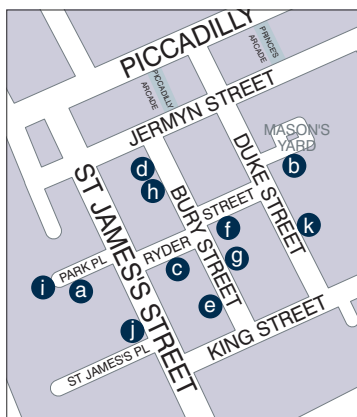 PICCADILLY
PRINCE'S
ARCADE
PICCADILLY
ARCADE
JERMYN STREET
MASON'S
YARD
b
d
h
ST JAMES'S STREET
BURY STREET
DUKE STREET
RYDER STREET
f
k
g
c
PARK PL
i
a
e
j
KING STREET
ST JAMES'S PL